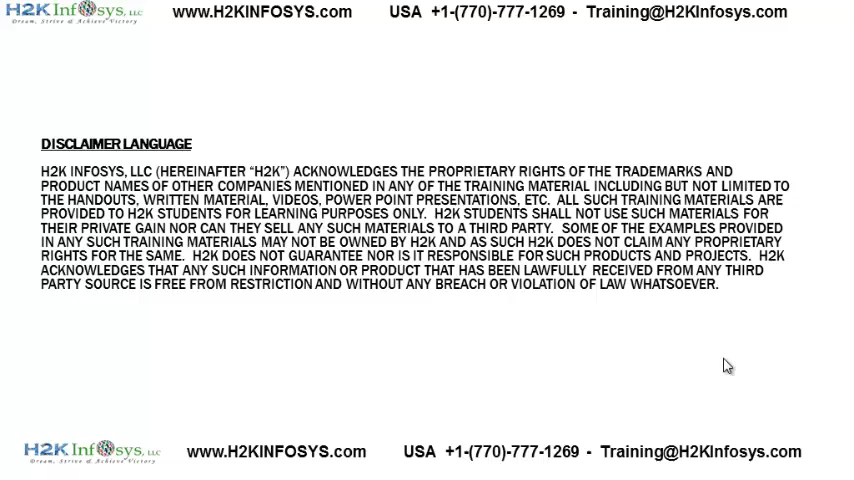 H2K Infosys, LLC www.H2KINFOSYS.com USA +1-(770)-777-1269 - Training@H2KInfosys.com
Dream, Strive & Achieve Victory
DISCLAIMER LANGUAGE
H2K INFOSYS, LLC (HEREINAFTER “H2K”) ACKNOWLEDGES THE PROPRIETARY RIGHTS OF THE TRADEMARKS AND
PRODUCT NAMES OF OTHER COMPANIES MENTIONED IN ANY OF THE TRAINING MATERIAL INCLUDING BUT NOT LIMITED TO
THE HANDOUTS, WRITTEN MATERIAL, VIDEOS, POWER POINT PRESENTATIONS, ETC. ALL SUCH TRAINING MATERIALS ARE
PROVIDED TO H2K STUDENTS FOR LEARNING PURPOSES ONLY. H2K STUDENTS SHALL NOT USE SUCH MATERIALS FOR
THEIR PRIVATE GAIN NOR CAN THEY SELL ANY SUCH MATERIALS TO A THIRD PARTY. SOME OF THE EXAMPLES PROVIDED
IN ANY SUCH TRAINING MATERIALS MAY NOT BE OWNED BY H2K AND AS SUCH H2K DOES NOT CLAIM ANY PROPRIETARY
RIGHTS FOR THE SAME. H2K DOES NOT GUARANTEE NOR IS IT RESPONSIBLE FOR SUCH PRODUCTS AND PROJECTS. H2K
ACKNOWLEDGES THAT ANY SUCH INFORMATION OR PRODUCT THAT HAS BEEN LAWFULLY RECEIVED FROM ANY THIRD
PARTY SOURCE IS FREE FROM RESTRICTION AND WITHOUT ANY BREACH OR VIOLATION OF LAW WHATSOEVER.
H2K Infosys, LLC www.H2KINFOSYS.com USA +1-(770)-777-1269 - Training@H2KInfosys.com
Dream, Strive & Achieve Victory